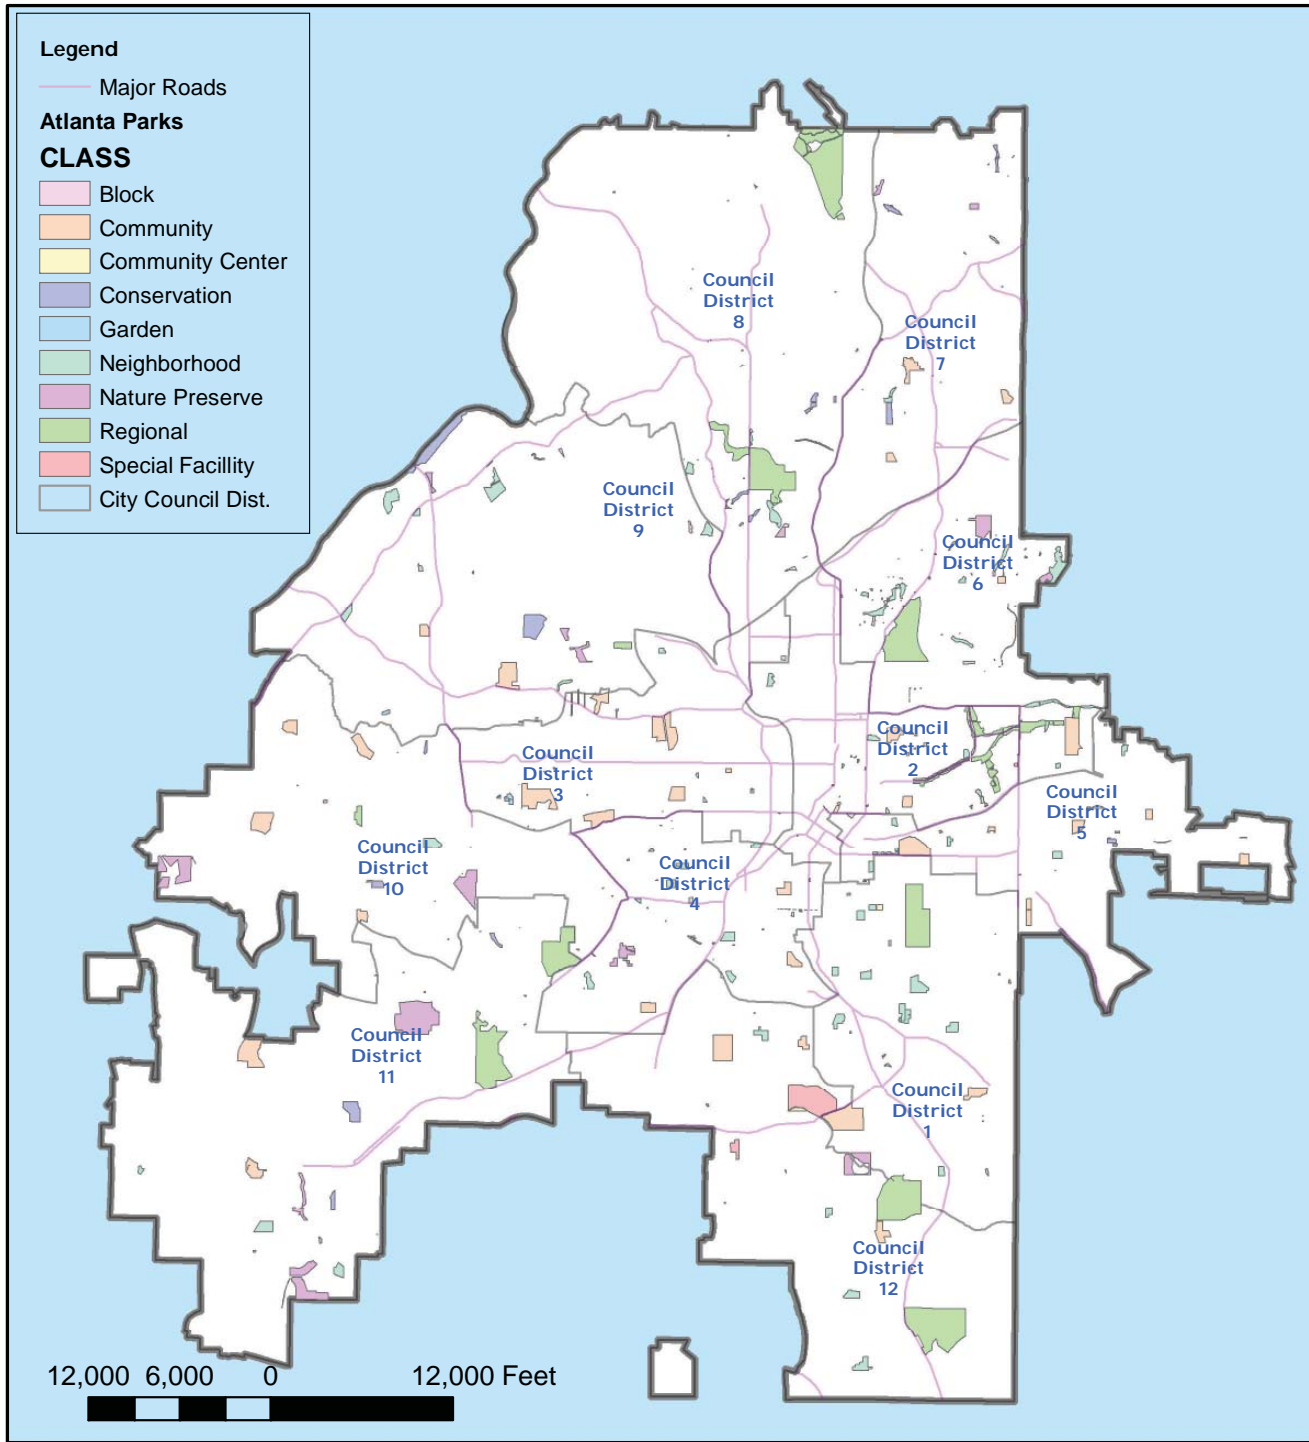 Legend
Major Roads
Atlanta Parks
CLASS
Block
Community
Community Center
Conservation
Garden
Neighborhood
Nature Preserve
Regional
Special Facillity
City Council Dist.
Council
District
8
Council
District
7
Council
District
9
Council
District
6
Council
District
2
Council
District
3
Council
District
5
Council
District
10
Council
District
4
Council
District
11
Council
District
1
Council
District
12
12,000 6,000 0 12,000 Feet